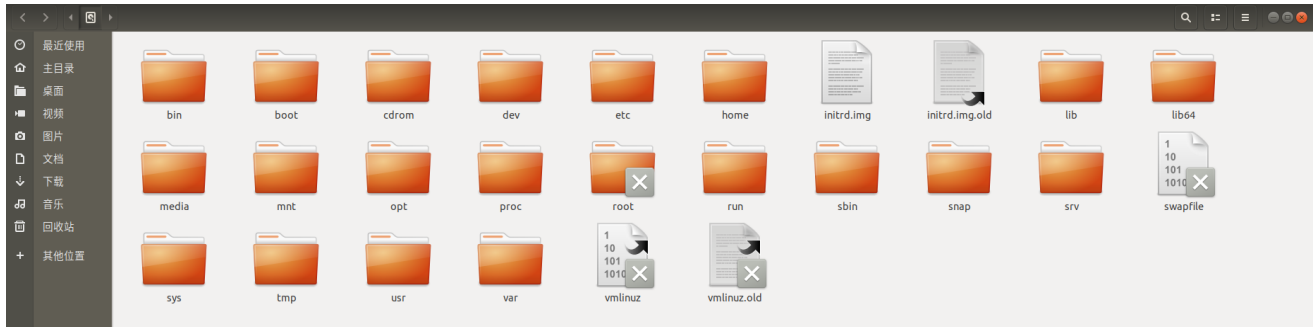 最近使用
主目录
桌面
视频
图片
文档
下载
音乐
回收站
+ 其他位置
bin boot cdrom dev etc home initrd.img initrd.img.old lib lib64
media mnt opt proc root run sbin snap srv swapfile
sys tmp usr var vmlinuz vmlinuz.old